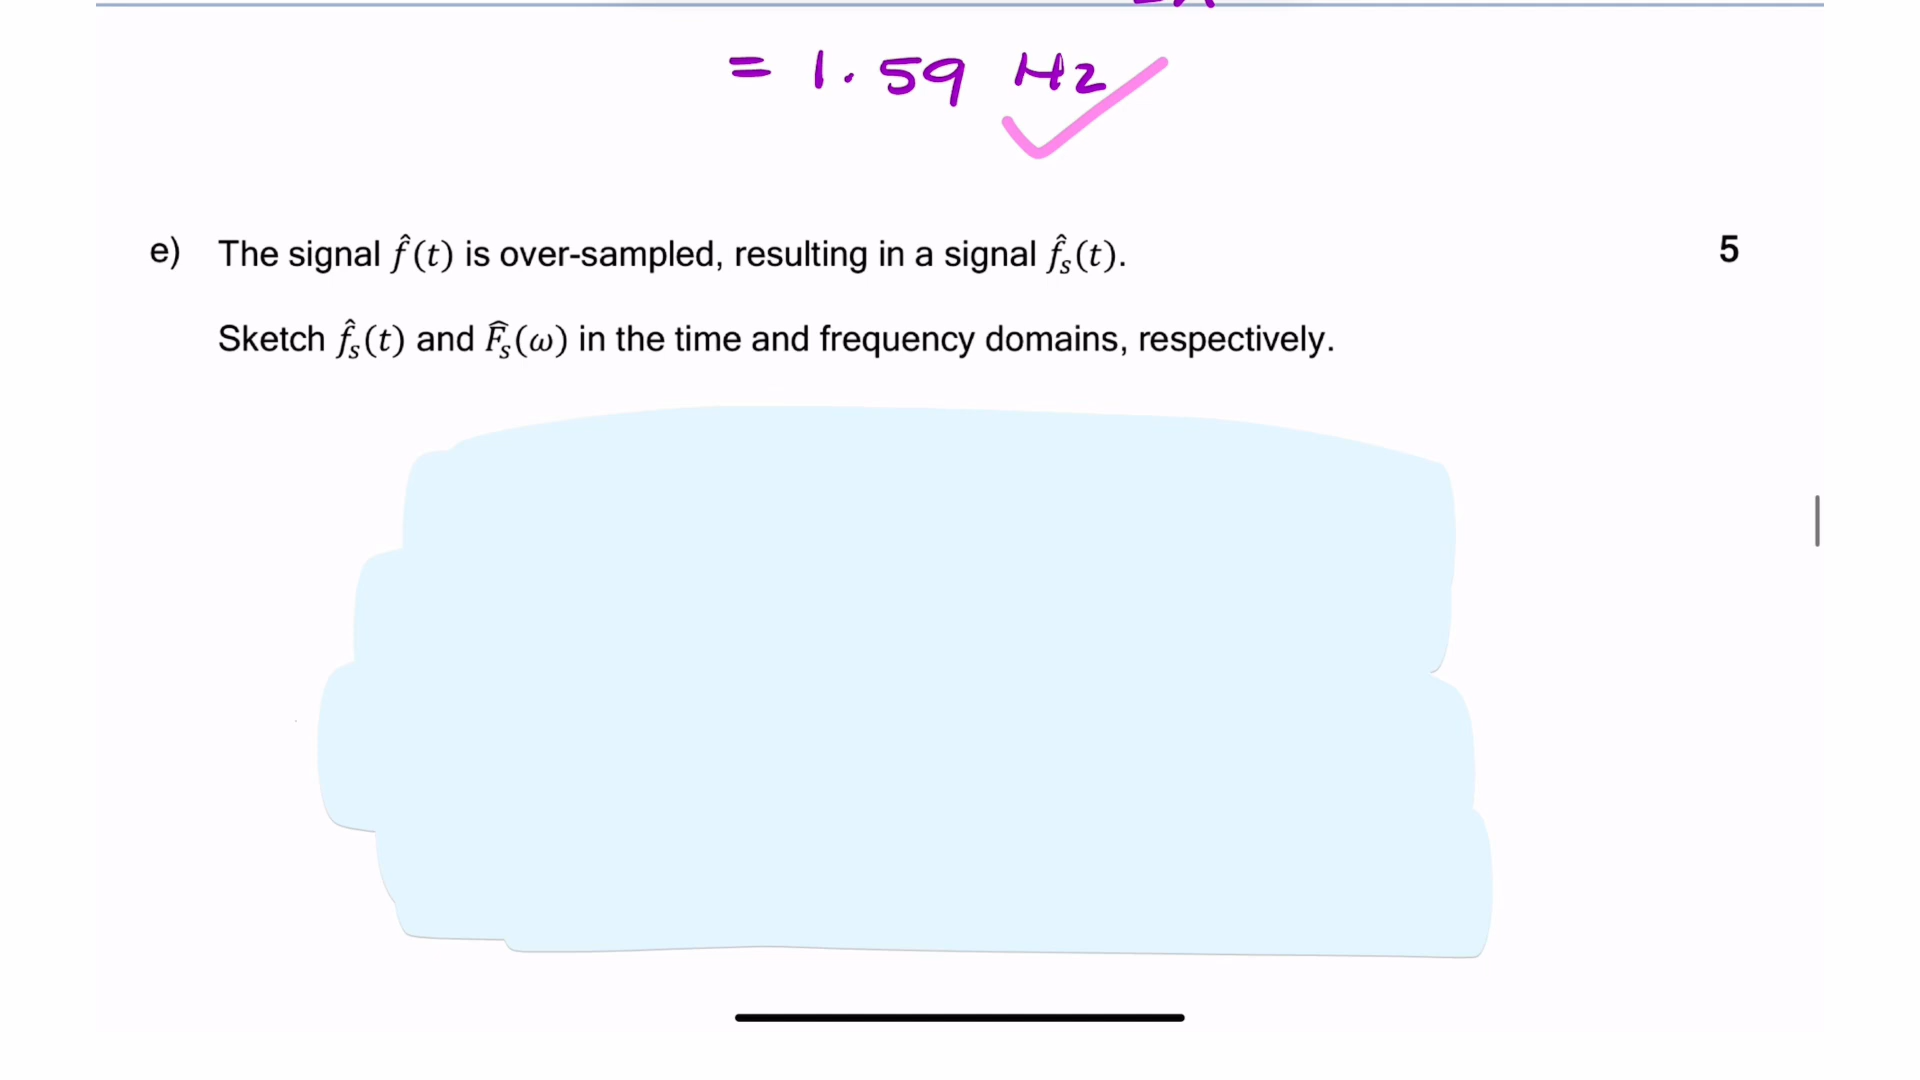 = 1.59 Hz
e) The signal f̂(t) is over-sampled, resulting in a signal f̂ₛ(t). 5
Sketch f̂ₛ(t) and F̂ₛ(ω) in the time and frequency domains, respectively.